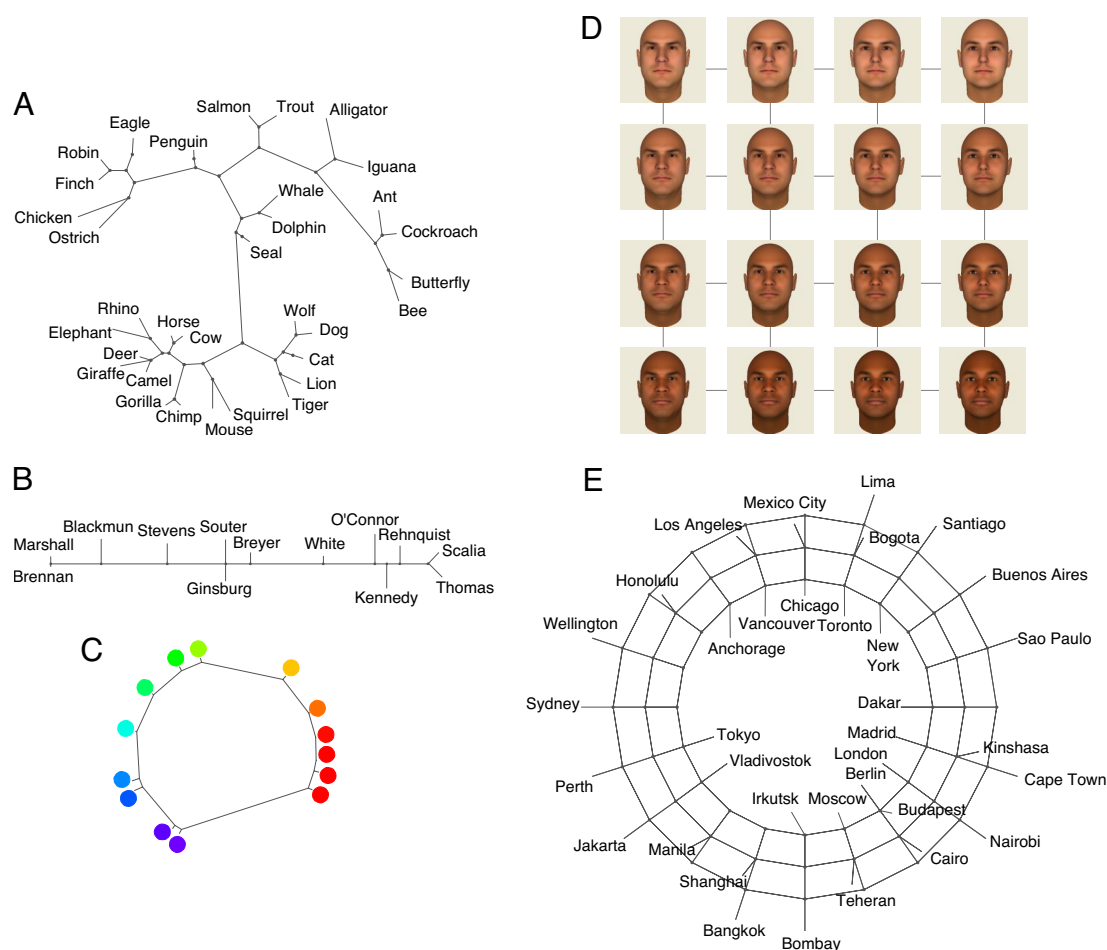 A
Salmon
Trout
Alligator
Eagle
Penguin
Robin
Iguana
Finch
Whale
Ant
Chicken
Dolphin
Cockroach
Ostrich
Seal
Butterfly
Bee
Rhino
Wolf
Horse
Elephant
Dog
Cow
Deer
Cat
Giraffe
Camel
Lion
Gorilla
Tiger
Chimp
Squirrel
Mouse
B
O'Connor
Blackmun
Stevens
Souter
Rehnquist
Marshall
Breyer
White
Scalia
Brennan
Ginsburg
Thomas
Kennedy
C
D
E
Lima
Mexico City
Los Angeles
Santiago
Bogota
Honolulu
Buenos Aires
Chicago
Wellington
Vancouver
Toronto
Anchorage
New
York
Sao Paulo
Sydney
Dakar
Tokyo
Madrid
Kinshasa
London
Vladivostok
Berlin
Cape Town
Perth
Irkutsk
Moscow
Budapest
Jakarta
Manila
Nairobi
Cairo
Shanghai
Teheran
Bangkok
Bombay